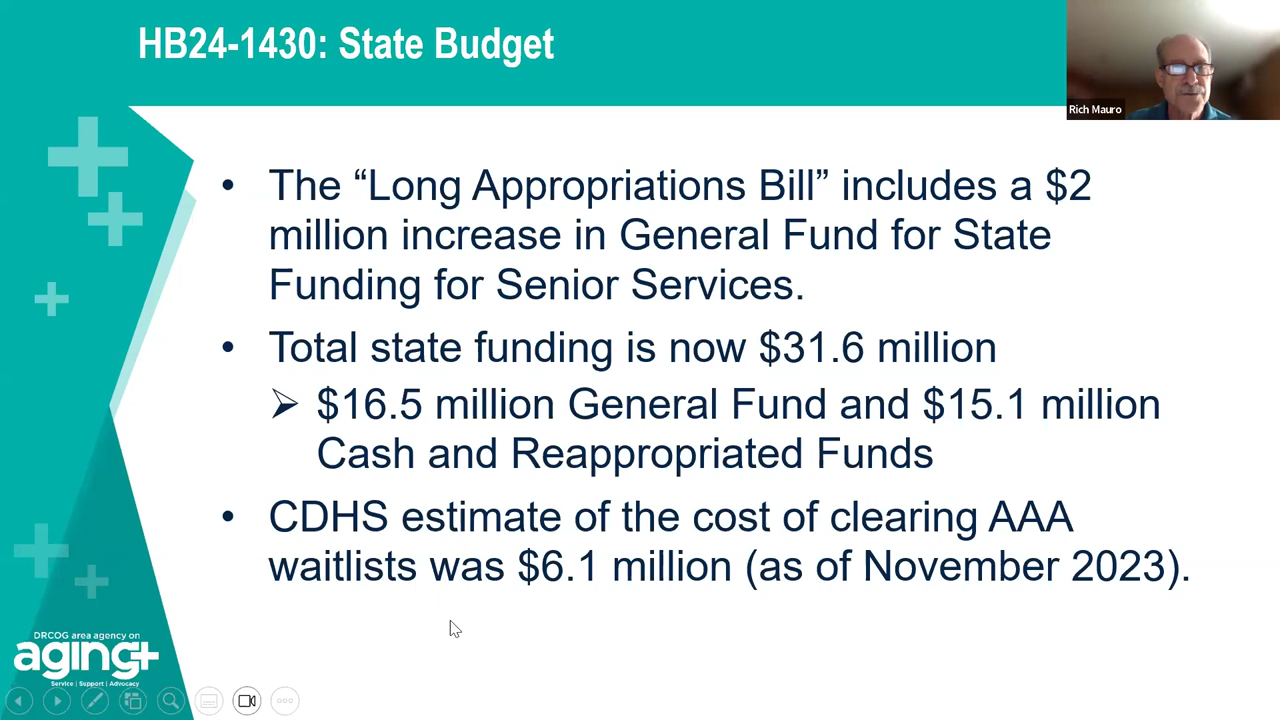 HB24-1430: State Budget
Rich Mauro
• The “Long Appropriations Bill” includes a $2
million increase in General Fund for State
Funding for Senior Services.
• Total state funding is now $31.6 million
➢ $16.5 million General Fund and $15.1 million
Cash and Reappropriated Funds
• CDHS estimate of the cost of clearing AAA
waitlists was $6.1 million (as of November 2023).
DRCOG area agency on
aging+
Service | Support | Advocacy